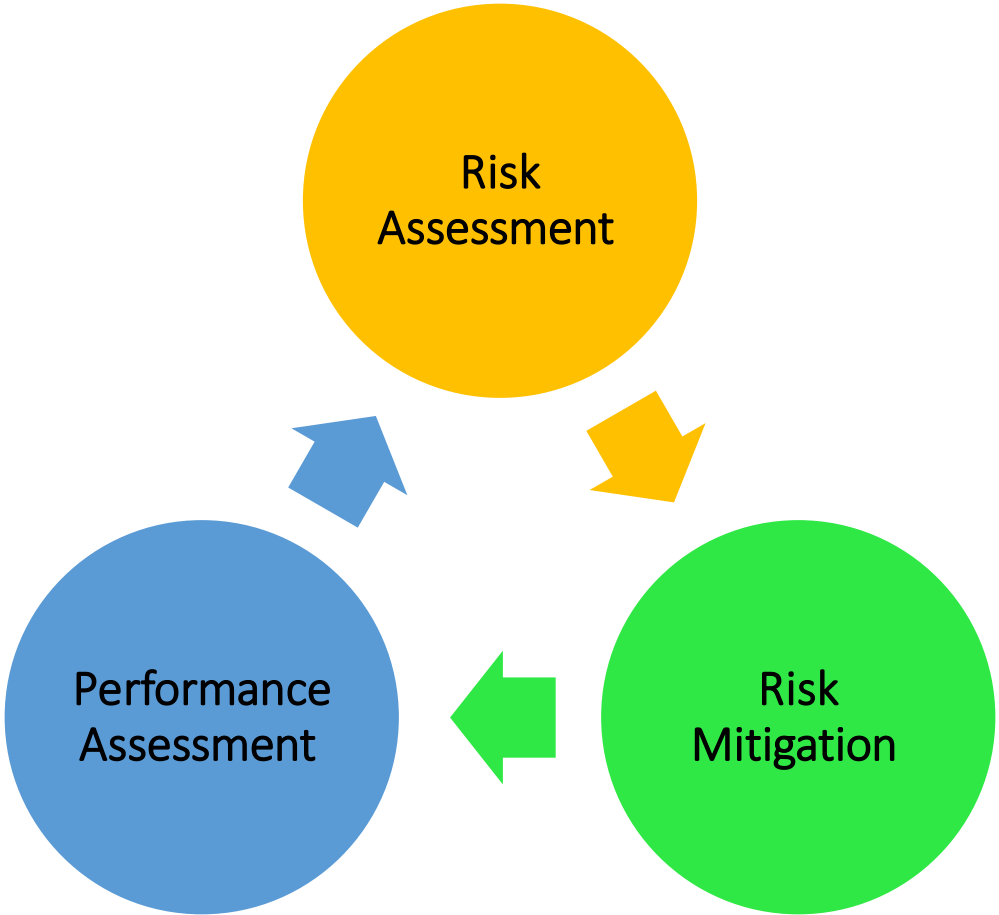 Risk
Assessment
Performance
Assessment
Risk
Mitigation